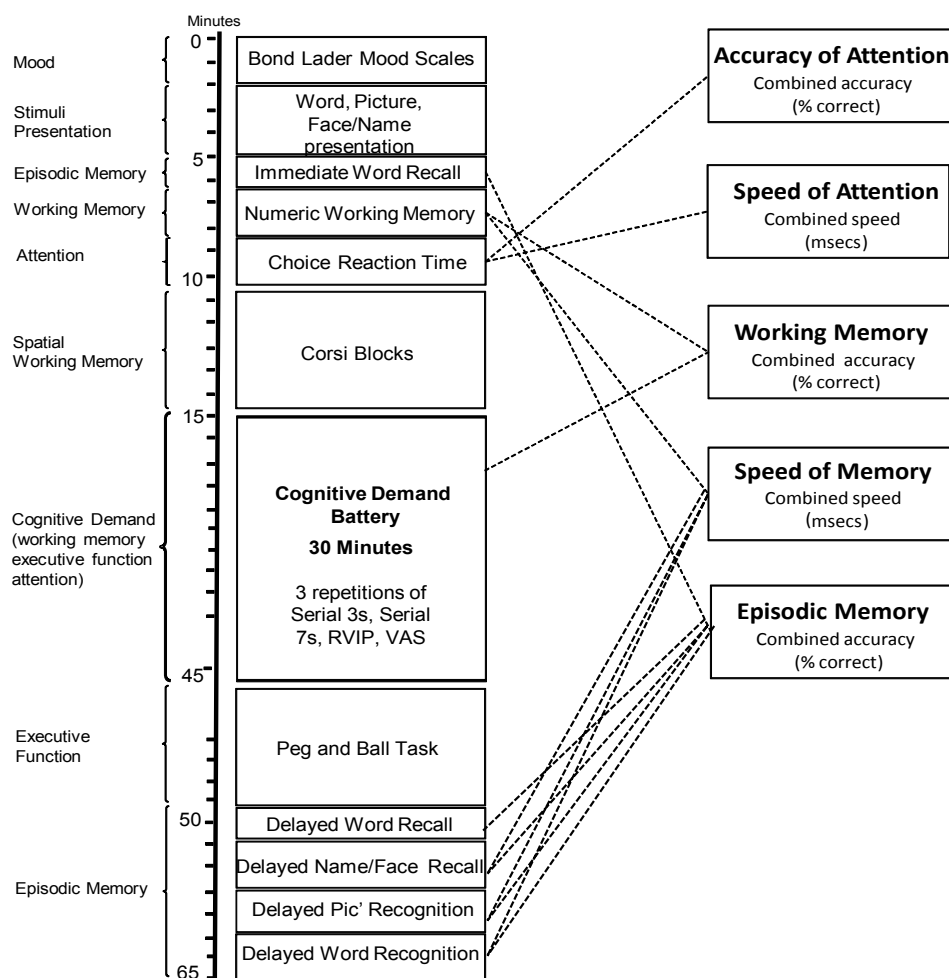 Minutes
0
5
10
15
45
50
65
Mood
Stimuli
Presentation
Episodic Memory
Working Memory
Attention
Spatial
Working Memory
Cognitive Demand
(working memory
executive function
attention)
Executive
Function
Episodic Memory
Bond Lader Mood Scales
Word, Picture,
Face/Name
presentation
Immediate Word Recall
Numeric Working Memory
Choice Reaction Time
Corsi Blocks
Cognitive Demand
Battery
30 Minutes
3 repetitions of
Serial 3s, Serial
7s, RVIP, VAS
Peg and Ball Task
Delayed Word Recall
Delayed Name/Face Recall
Delayed Pic' Recognition
Delayed Word Recognition
Accuracy of Attention
Combined accuracy
(% correct)
Speed of Attention
Combined speed
(msecs)
Working Memory
Combined accuracy
(% correct)
Speed of Memory
Combined speed
(msecs)
Episodic Memory
Combined accuracy
(% correct)